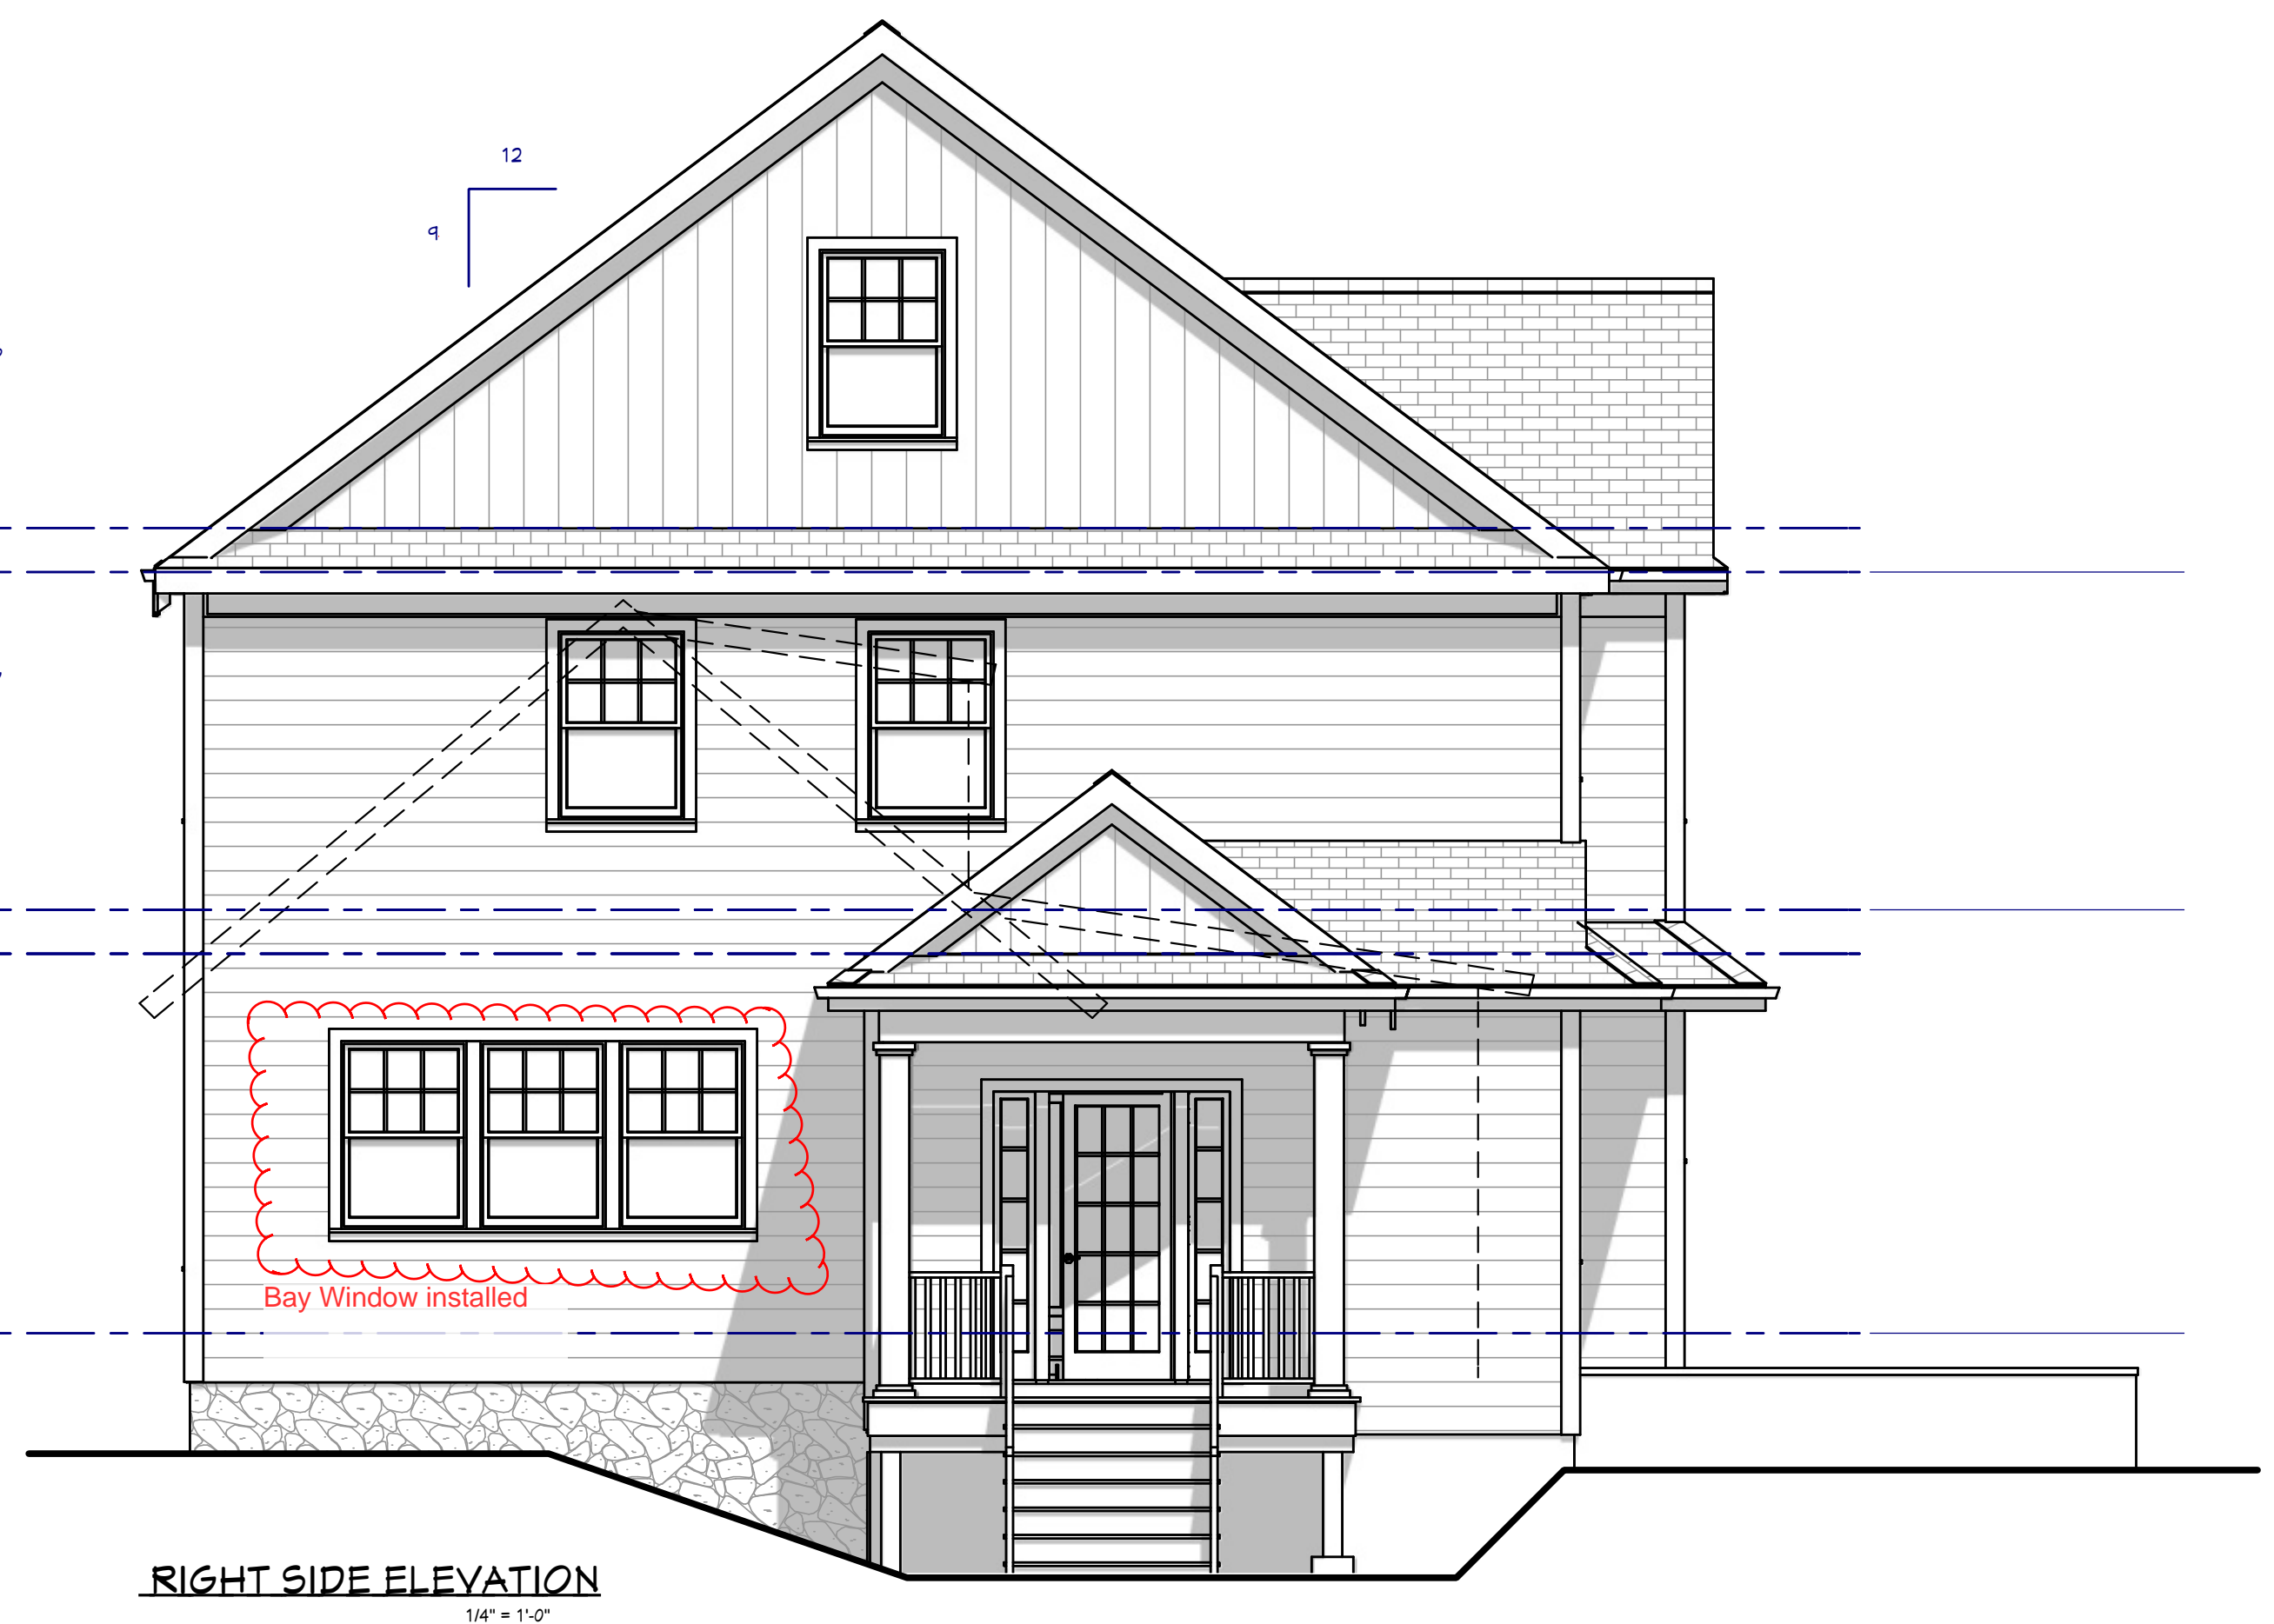 12
9
Bay Window installed
RIGHT SIDE ELEVATION
1/4" = 1'-0"